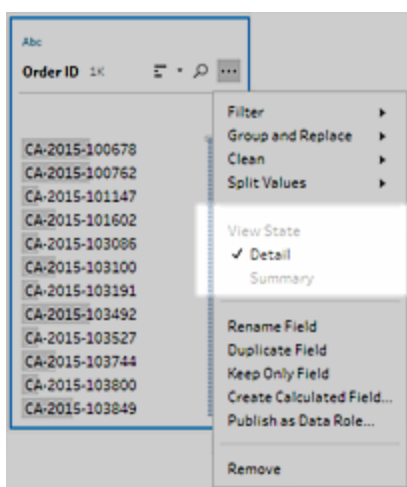 Abc
Order ID 1K
CA-2015-100678
CA-2015-100762
CA-2015-101147
CA-2015-101602
CA-2015-103086
CA-2015-103100
CA-2015-103191
CA-2015-103492
CA-2015-103527
CA-2015-103744
CA-2015-103800
CA-2015-103849
Filter
Group and Replace
Clean
Split Values
View State
✓ Detail
Summary
Rename Field
Duplicate Field
Keep Only Field
Create Calculated Field...
Publish as Data Role...
Remove